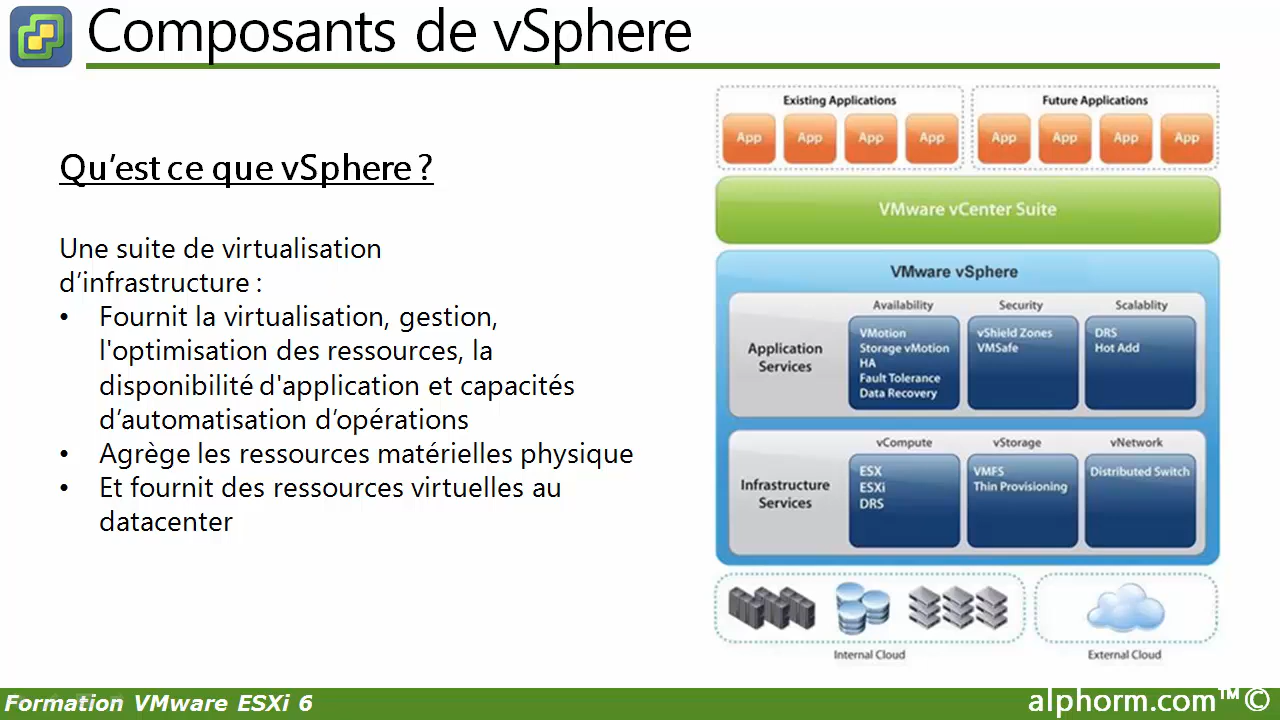 Composants de vSphere
Qu'est ce que vSphere ?
Une suite de virtualisation
d'infrastructure :
• Fournit la virtualisation, gestion,
l'optimisation des ressources, la
disponibilité d'application et capacités
d'automatisation d'opérations
• Agrège les ressources matérielles physique
• Et fournit des ressources virtuelles au
datacenter
Existing Applications
Future Applications
App App App App App App App App
VMware vCenter Suite
VMware vSphere
Availability Security Scalablity
Application
Services
VMotion
Storage vMotion
HA
Fault Tolerance
Data Recovery
vShield Zones
VMSafe
DRS
Hot Add
vCompute vStorage vNetwork
Infrastructure
Services
ESX
ESXi
DRS
VMFS
Thin Provisioning
Distributed Switch
Internal Cloud
External Cloud
Formation VMware ESXi 6
alphorm.com™©